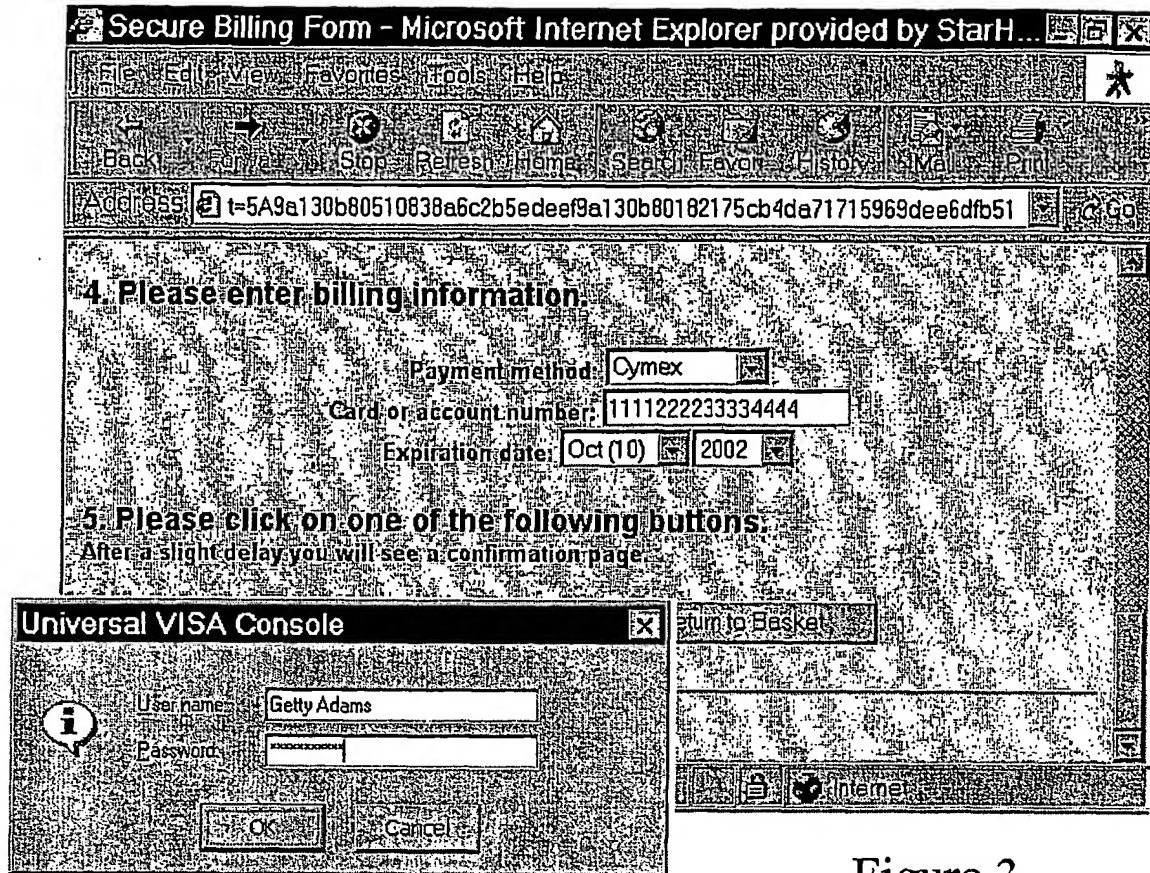 Secure Billing Form - Microsoft Internet Explorer provided by StarH...
File Edit View Favorites Tools Help
Back Forward Stop Refresh Home Search Favori History Mail Print
Address t=5A9a130b80510838a6c2b5edeef9a130b80182175cb4da71715969dee6dfb51 Go
4. Please enter billing information.
Payment method: Cymex
Card or account number: 1111222233334444
Expiration date: Oct (10) 2002
5. Please click on one of the following buttons.
After a slight delay you will see a confirmation page.
eturn to Basket
Universal VISA Console
User name: Getty Adams
Password: xxxxxxxxxx
OK Cancel
Internet